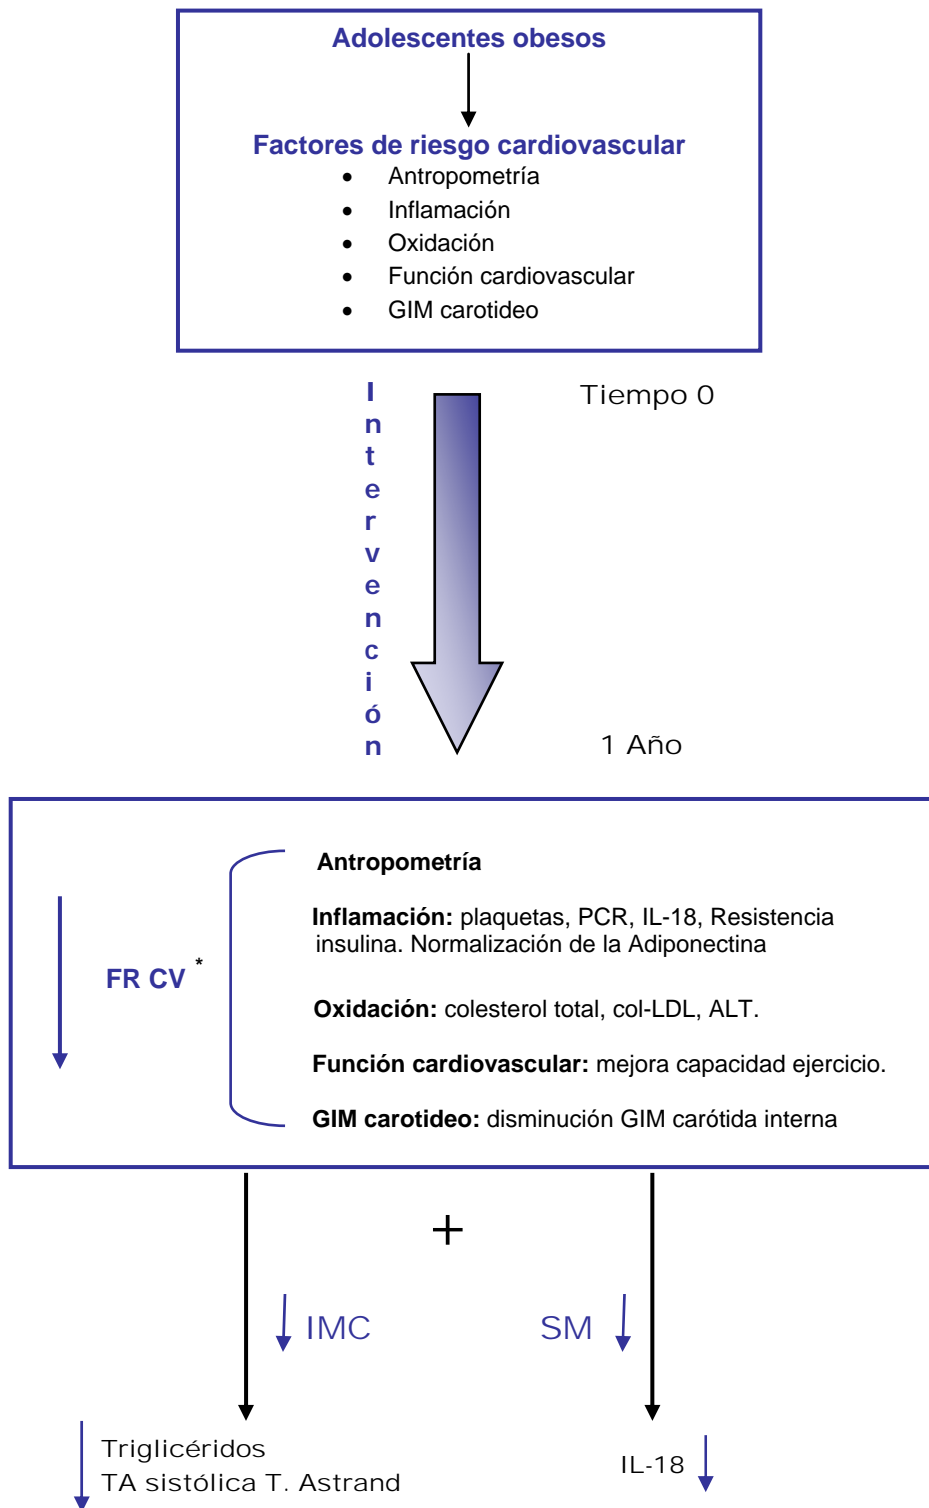 Adolescentes obesos
Factores de riesgo cardiovascular
• Antropometría
• Inflamación
• Oxidación
• Función cardiovascular
• GIM carotideo
Intervención
Tiempo 0
1 Año
FR CV *
Antropometría
Inflamación: plaquetas, PCR, IL-18, Resistencia
insulina. Normalización de la Adiponectina
Oxidación: colesterol total, col-LDL, ALT.
Función cardiovascular: mejora capacidad ejercicio.
GIM carotideo: disminución GIM carótida interna
+
IMC
SM
Triglicéridos
TA sistólica T. Astrand
IL-18